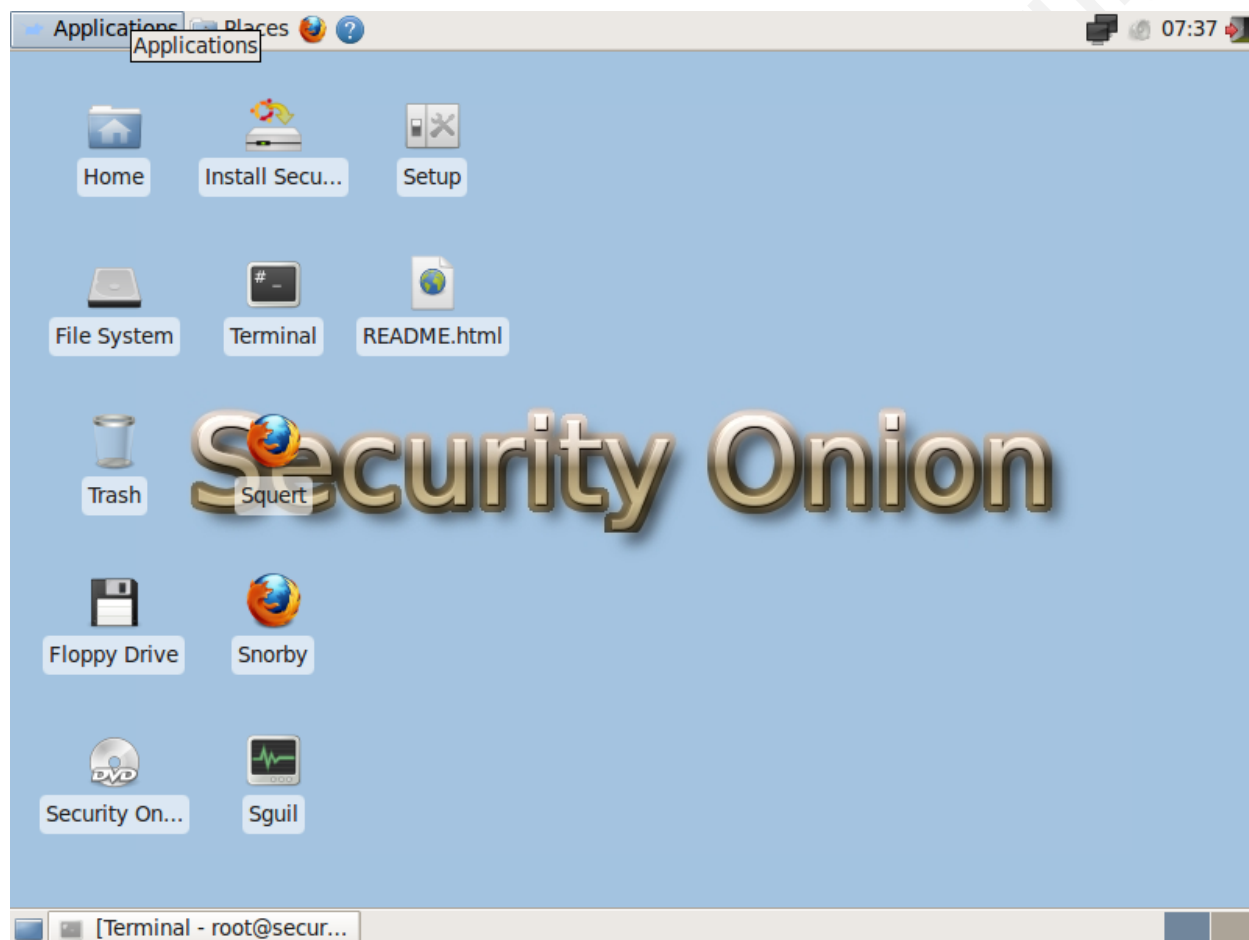 Applications Places 07:37
Applications
Home Install Secu... Setup
# _
File System Terminal README.html
Security Onion
Trash Squert
Floppy Drive Snorby
DVD
Security On... Sguil
[Terminal - root@secur...